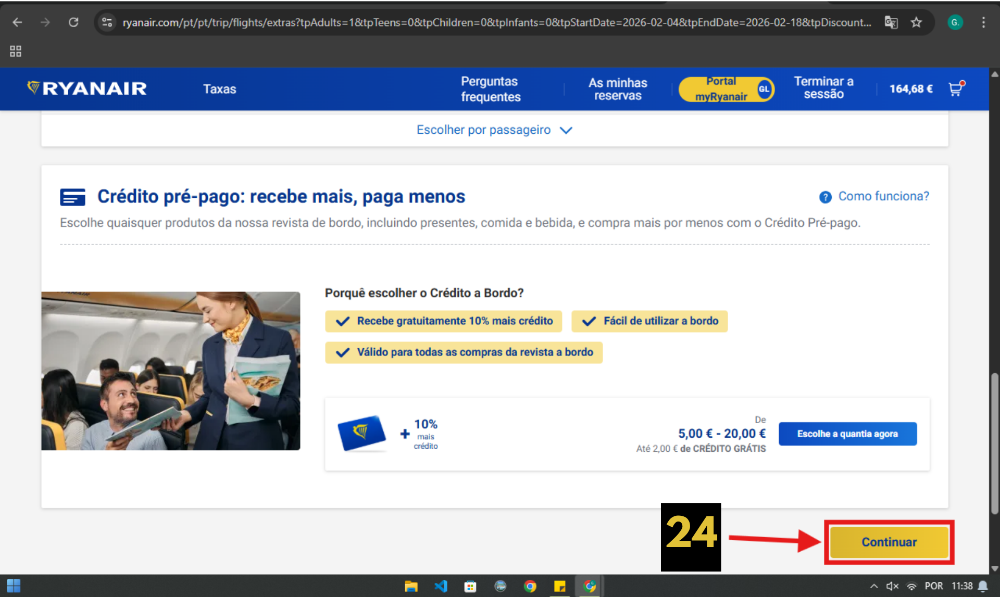 ryanair.com/pt/pt/trip/flights/extras?tpAdults=1&tpTeens=0&tpChildren=0&tpInfants=0&tpStartDate=2026-02-04&tpEndDate=2026-02-18&tpDiscount...
G.
RYANAIR
Taxas
Perguntas
frequentes
As minhas
reservas
Portal
myRyanair
GL
Terminar a
sessão
164,68 €
Escolher por passageiro
Crédito pré-pago: recebe mais, paga menos
? Como funciona?
Escolhe quaisquer produtos da nossa revista de bordo, incluindo presentes, comida e bebida, e compra mais por menos com o Crédito Pré-pago.
Porquê escolher o Crédito a Bordo?
Recebe gratuitamente 10% mais crédito
Fácil de utilizar a bordo
Válido para todas as compras da revista a bordo
+ 10%
mais
crédito
De
5,00 € - 20,00 €
Até 2,00 € de CRÉDITO GRÁTIS
Escolhe a quantia agora
24
Continuar
POR 11:38